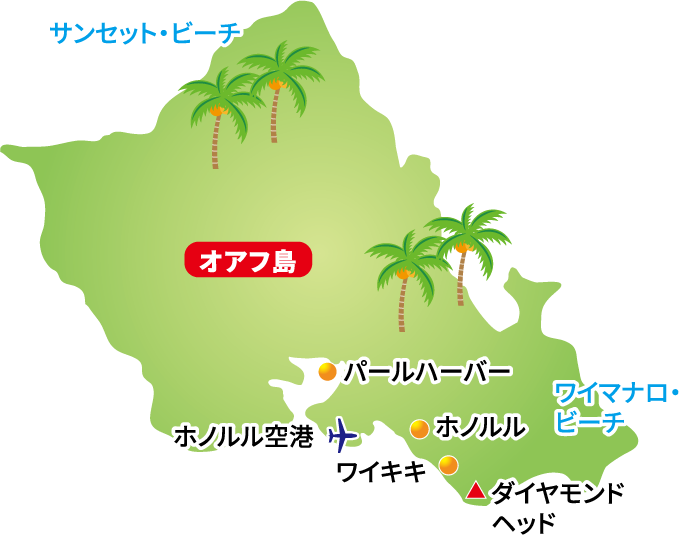 サンセット・ビーチ
オアフ島
パールハーバー
ワイマナロ・
ビーチ
ホノルル
ホノルル空港
ワイキキ
ダイヤモンド
ヘッド